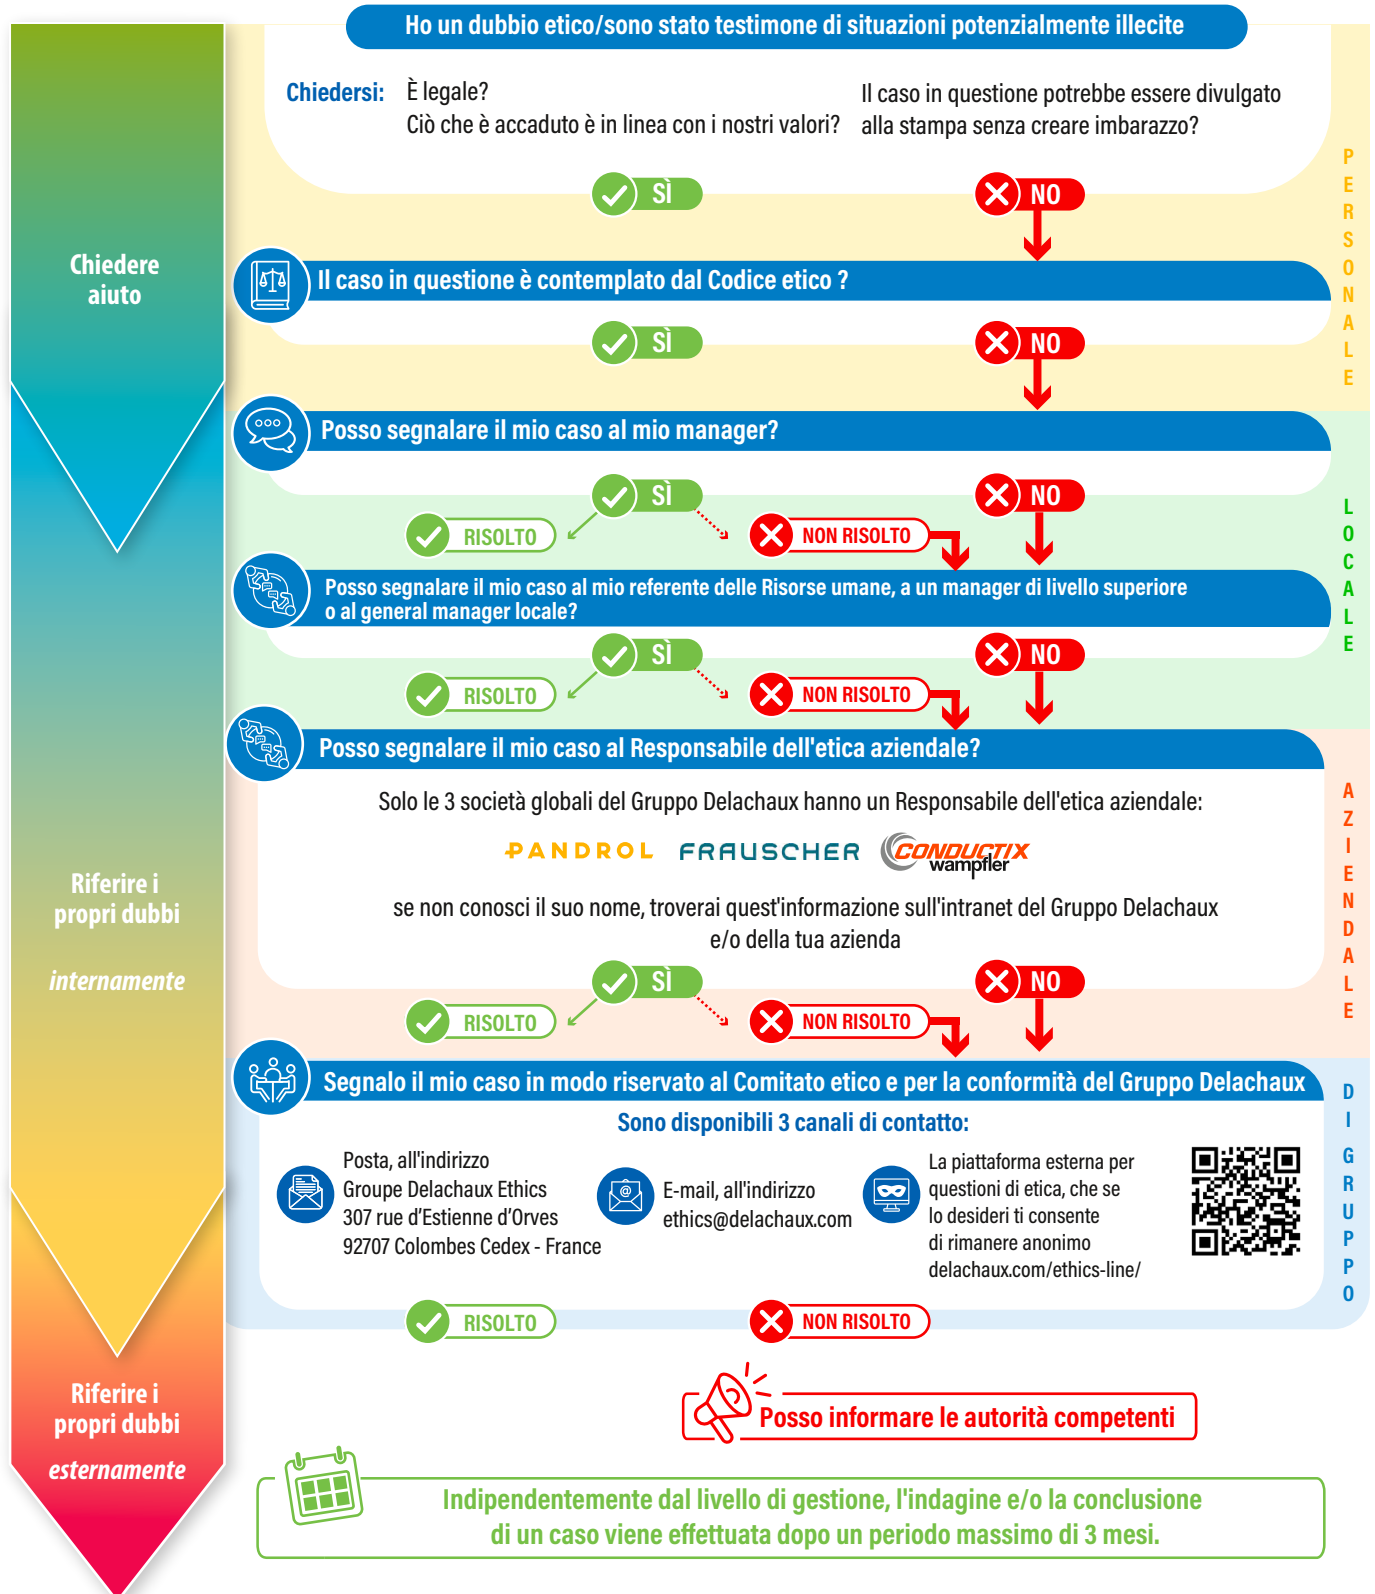 Ho un dubbio etico/sono stato testimone di situazioni potenzialmente illecite
Chiedersi:
È legale?
Ciò che è accaduto è in linea con i nostri valori?
Il caso in questione potrebbe essere divulgato
alla stampa senza creare imbarazzo?
SÌ
NO
PERSONALE
Chiedere
aiuto
Il caso in questione è contemplato dal Codice etico ?
SÌ
NO
Posso segnalare il mio caso al mio manager?
SÌ
NO
RISOLTO
NON RISOLTO
LOCALE
Posso segnalare il mio caso al mio referente delle Risorse umane, a un manager di livello superiore
o al general manager locale?
SÌ
NO
RISOLTO
NON RISOLTO
Posso segnalare il mio caso al Responsabile dell'etica aziendale?
Solo le 3 società globali del Gruppo Delachaux hanno un Responsabile dell'etica aziendale:
PANDROL
FRAUSCHER
CONDUCTIX
wampfler
se non conosci il suo nome, troverai quest'informazione sull'intranet del Gruppo Delachaux
e/o della tua azienda
AZIENDALE
Riferire i
propri dubbi
internamente
SÌ
NO
RISOLTO
NON RISOLTO
Segnalo il mio caso in modo riservato al Comitato etico e per la conformità del Gruppo Delachaux
Sono disponibili 3 canali di contatto:
Posta, all'indirizzo
Groupe Delachaux Ethics
307 rue d'Estienne d'Orves
92707 Colombes Cedex - France
E-mail, all'indirizzo
ethics@delachaux.com
La piattaforma esterna per
questioni di etica, che se
lo desideri ti consente
di rimanere anonimo
delachaux.com/ethics-line/
DI GRUPPO
RISOLTO
NON RISOLTO
Riferire i
propri dubbi
esternamente
Posso informare le autorità competenti
Indipendentemente dal livello di gestione, l'indagine e/o la conclusione
di un caso viene effettuata dopo un periodo massimo di 3 mesi.